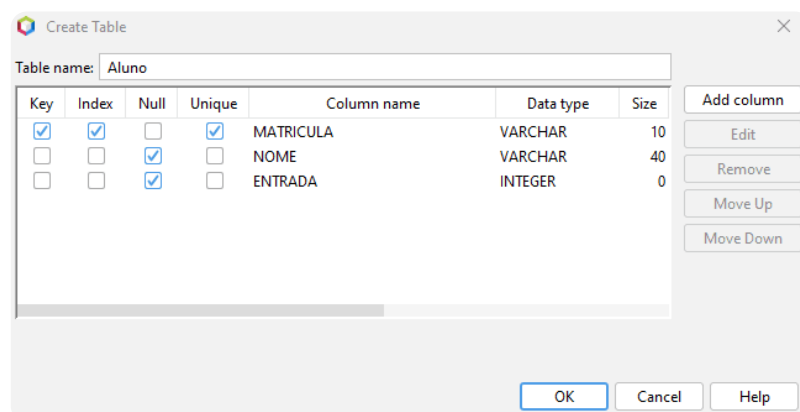 Create Table
Table name: Aluno
Key Index Null Unique Column name Data type Size Add column
MATRICULA VARCHAR 10 Edit
NOME VARCHAR 40 Remove
ENTRADA INTEGER 0 Move Up
Move Down
OK Cancel Help